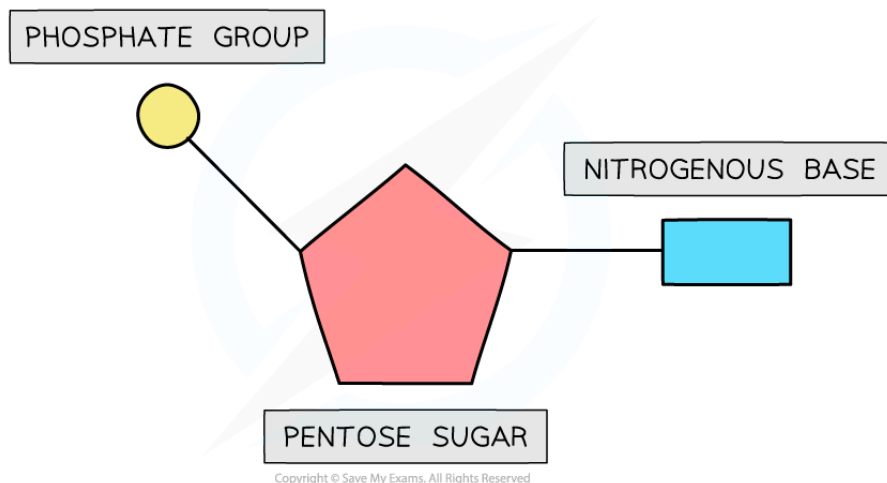 PHOSPHATE GROUP
NITROGENOUS BASE
PENTOSE SUGAR
Copyright © Save My Exams. All Rights Reserved